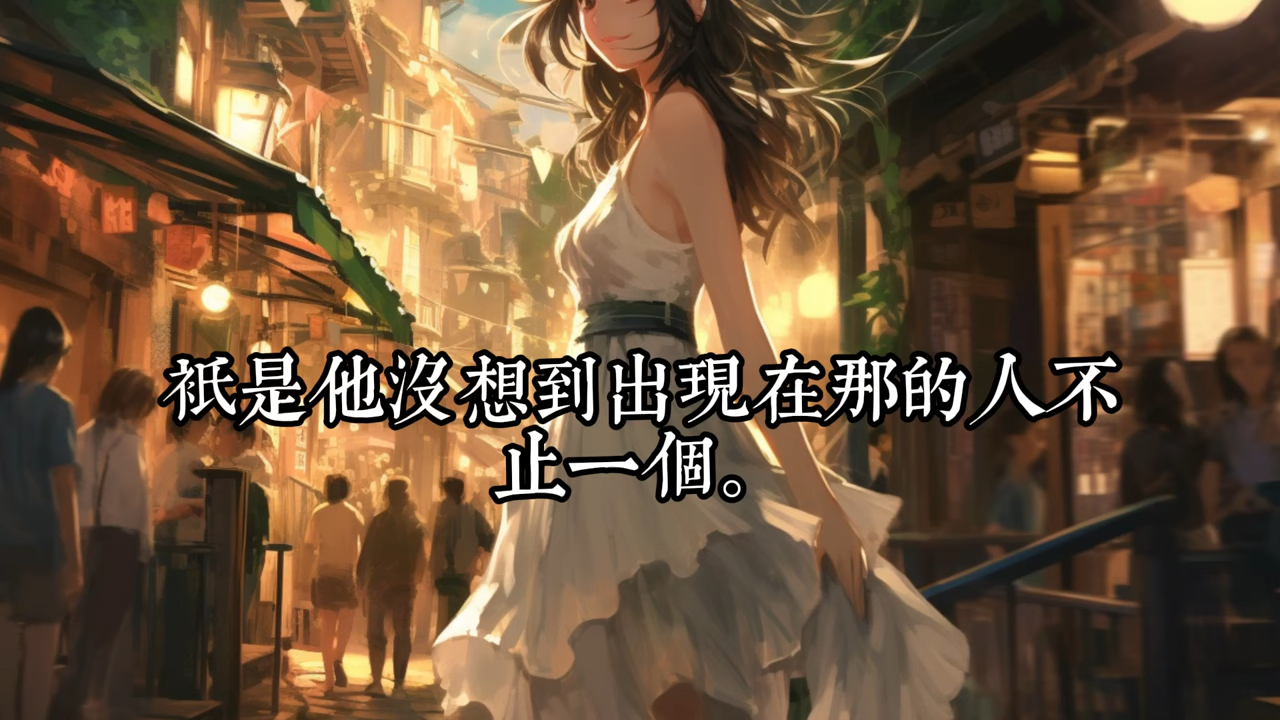 衹是他沒想到出現在那的人不
止一個。